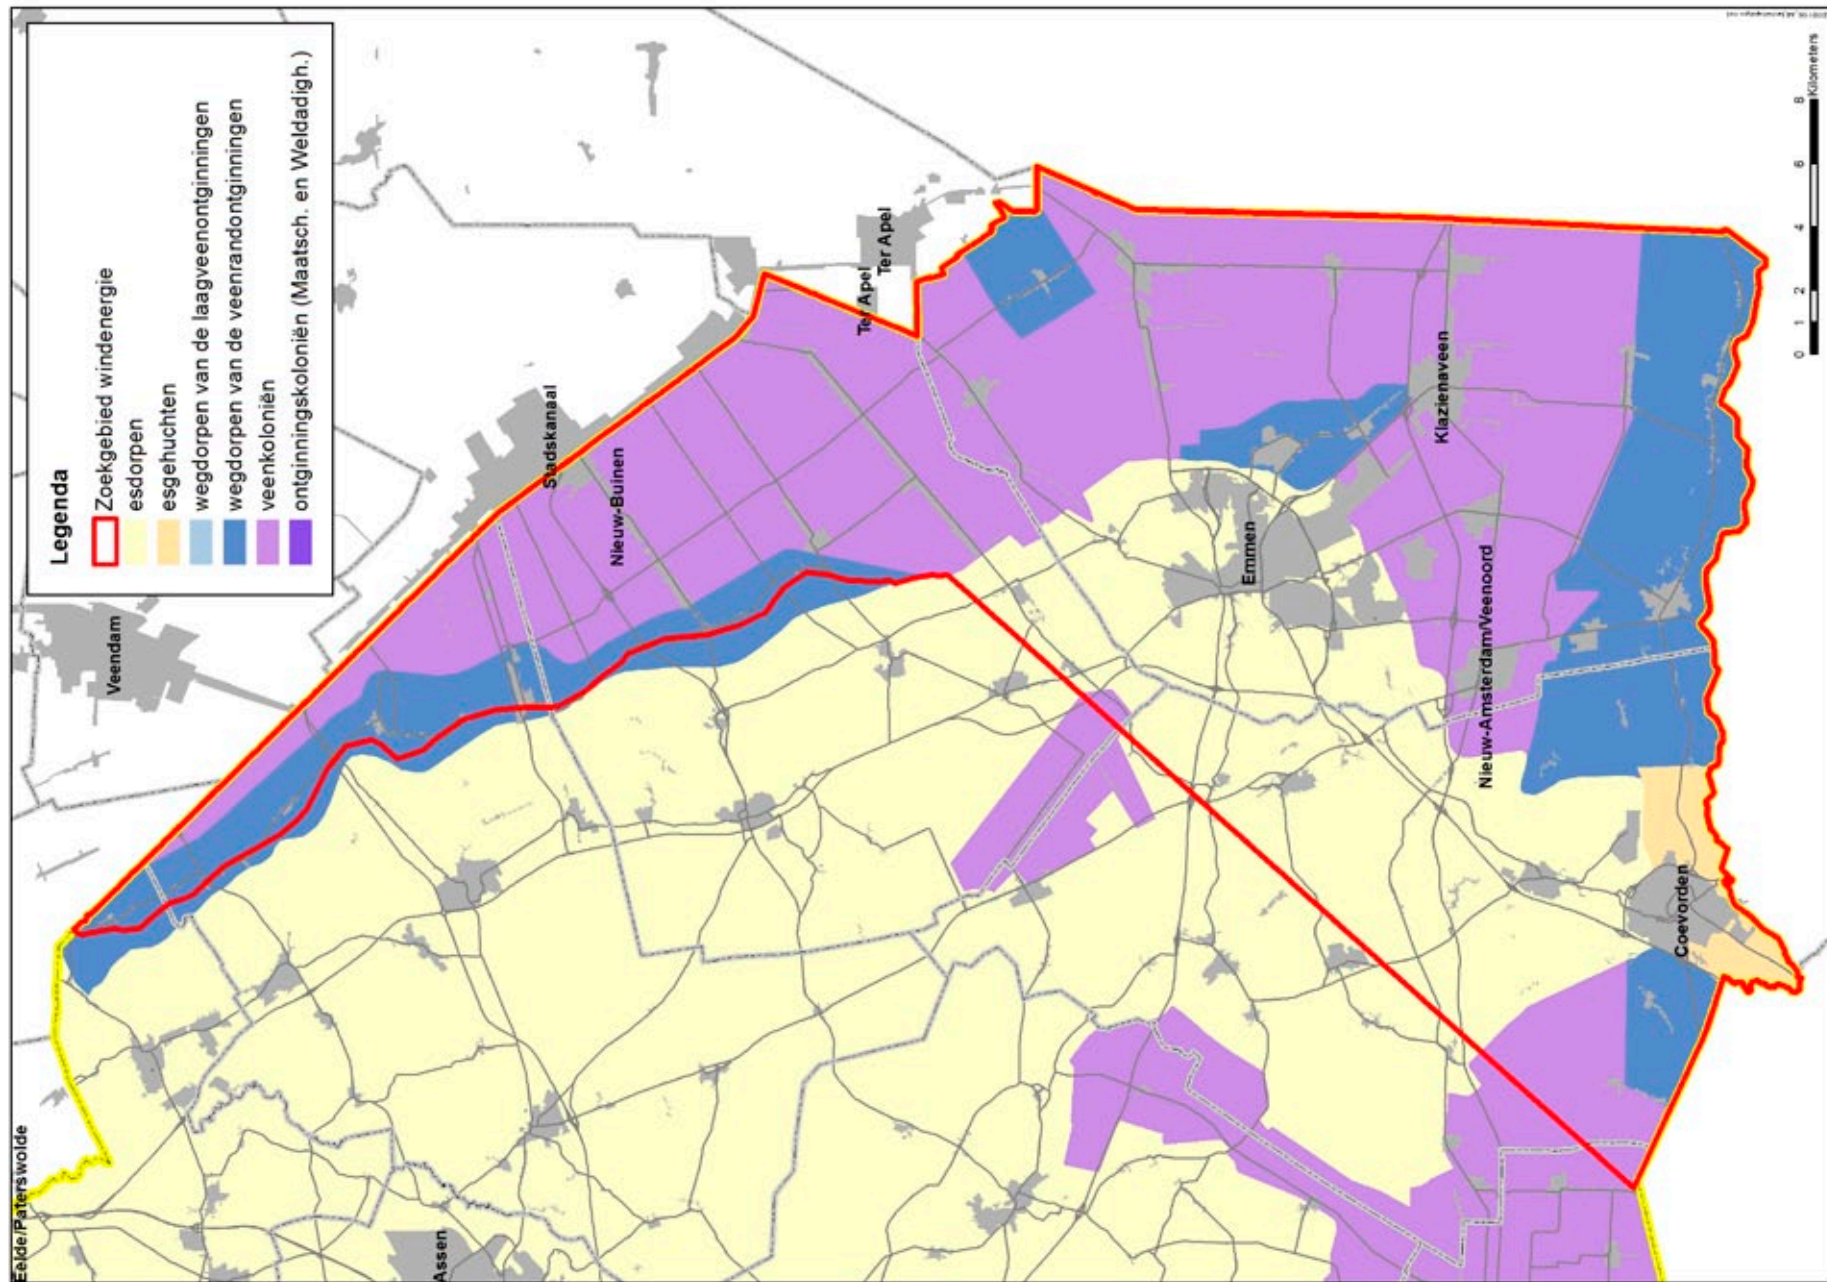 Legenda
Zoekgebied windenergie
esdorpen
esgehuchten
wegdorpen van de laagveenontginningen
wegdorpen van de veenrandontginningen
veenkoloniën
ontginningskoloniën (Maatsch. en Weldadigh.)
Eelde/Paterswolde
Veendam
Assen
Stadskanaal
Nieuw-Buinen
Ter Apel
Ter Apel
Emmen
Klazienaveen
Nieuw-Amsterdam/Veenoord
Coevorden
0 1 2 4 6 8
Kilometers